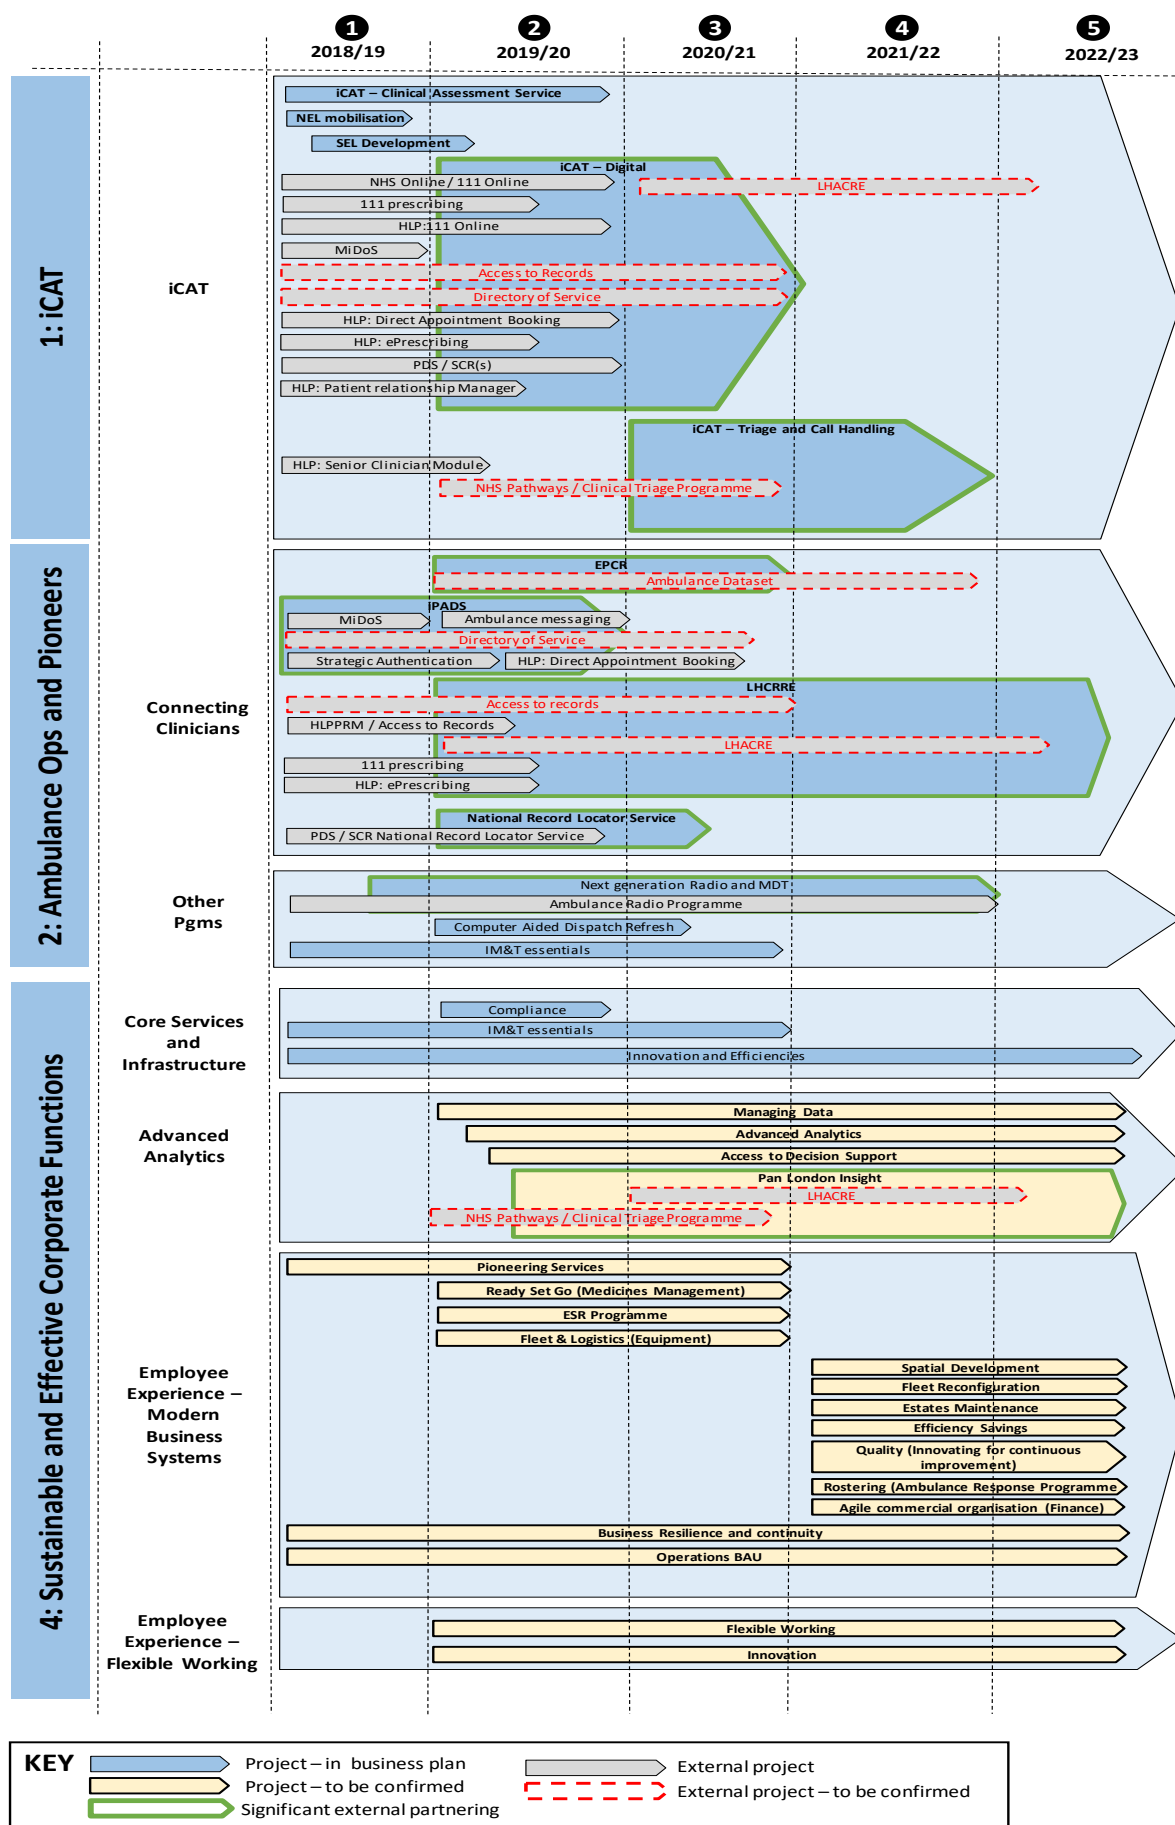 1
2
3
4
5
2018/19
2019/20
2020/21
2021/22
2022/23
1: iCAT
iCAT
iCAT – Clinical Assessment Service
NEL mobilisation
SEL Development
iCAT – Digital
NHS Online / 111 Online
LHACRE
111 prescribing
HLP:111 Online
MiDoS
Access to Records
Directory of Service
HLP: Direct Appointment Booking
HLP: ePrescribing
PDS / SCR(s)
HLP: Patient relationship Manager
iCAT – Triage and Call Handling
HLP: Senior Clinician Module
NHS Pathways / Clinical Triage Programme
2: Ambulance Ops and Pioneers
Connecting
Clinicians
EPCR
Ambulance Dataset
iPADS
MiDoS
Ambulance messaging
Directory of Service
Strategic Authentication
HLP: Direct Appointment Booking
LHCRRE
Access to records
HLPPRM / Access to Records
LHACRE
111 prescribing
HLP: ePrescribing
National Record Locator Service
PDS / SCR National Record Locator Service
Other
Pgms
Next generation Radio and MDT
Ambulance Radio Programme
Computer Aided Dispatch Refresh
IM&T essentials
4: Sustainable and Effective Corporate Functions
Core Services
and
Infrastructure
Compliance
IM&T essentials
Innovation and Efficiencies
Advanced
Analytics
Managing Data
Advanced Analytics
Access to Decision Support
Pan London Insight
LHACRE
NHS Pathways / Clinical Triage Programme
Employee
Experience –
Modern
Business
Systems
Pioneering Services
Ready Set Go (Medicines Management)
ESR Programme
Fleet & Logistics (Equipment)
Spatial Development
Fleet Reconfiguration
Estates Maintenance
Efficiency Savings
Quality (Innovating for continuous
improvement)
Rostering (Ambulance Response Programme
Agile commercial organisation (Finance)
Business Resilience and continuity
Operations BAU
Employee
Experience –
Flexible Working
Flexible Working
Innovation
KEY
Project – in business plan
Project – to be confirmed
Significant external partnering
External project
External project – to be confirmed